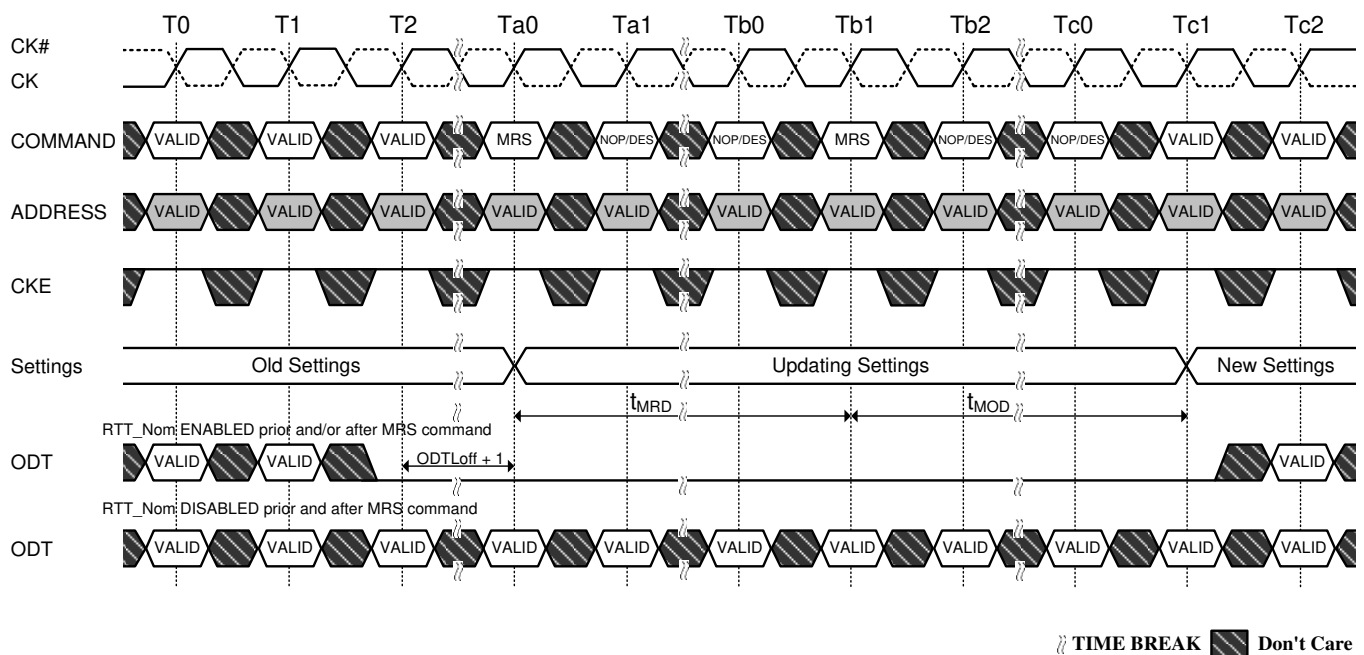 T0 T1 T2 Ta0 Ta1 Tb0 Tb1 Tb2 Tc0 Tc1 Tc2
CK#
CK
COMMAND VALID VALID VALID MRS NOP/DES NOP/DES MRS NOP/DES NOP/DES VALID VALID
ADDRESS VALID VALID VALID VALID VALID VALID VALID VALID VALID VALID VALID
CKE
Settings Old Settings Updating Settings New Settings
tMRD tMOD
RTT_Nom ENABLED prior and/or after MRS command
ODT VALID VALID ODTLoff + 1 VALID
RTT_Nom DISABLED prior and after MRS command
ODT VALID VALID VALID VALID VALID VALID VALID VALID VALID VALID VALID
TIME BREAK Don't Care